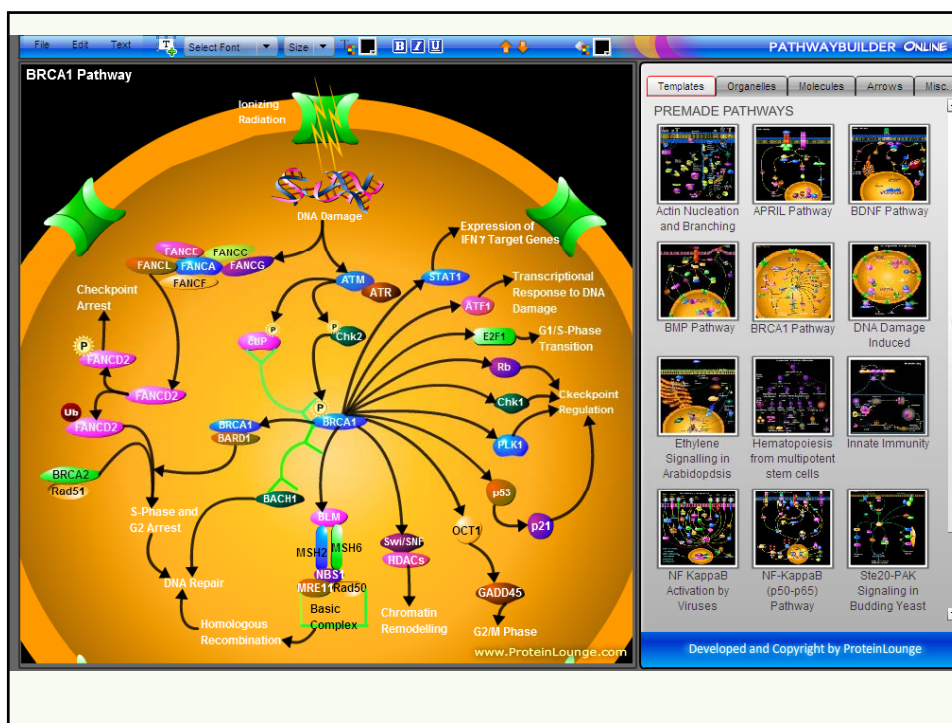 File Edit Text
Select Font
Size
B I U
PATHWAYBUILDER ONLINE
BRCA1 Pathway
Ionizing
Radiation
DNA Damage
Expression of
IFN γ Target Genes
FANCE FANCC
FANCL FANCA FANCG
FANCF
ATM
ATR
STAT1
Transcriptional
Response to DNA
Damage
ATF1
Checkpoint
Arrest
P
FANCD2
P
CtIP
P
Chk2
E2F1
G1/S-Phase
Transition
Rb
Chk1
Checkpoint
Regulation
PLK1
FANCD2
Ub
FANCD2
P
BRCA1
BRCA1
BARD1
BRCA2
Rad51
BACH1
p53
p21
S-Phase and
G2 Arrest
BLM
MSH2 MSH6
NBS1
MRE11 Rad50
Basic
Complex
Swi/SNF
HDACs
OCT1
GADD45
DNA Repair
Homologous
Recombination
Chromatin
Remodelling
G2/M Phase
www.ProteinLounge.com
Templates Organelles Molecules Arrows Misc.
PREMADE PATHWAYS
Actin Nucleation
and Branching
APRIL Pathway
BDNF Pathway
BMP Pathway
BRCA1 Pathway
DNA Damage
Induced
Ethylene
Signalling in
Arabidopdsis
Hematopoiesis
from multipotent
stem cells
Innate Immunity
NF KappaB
Activation by
Viruses
NF-KappaB
(p50-p65)
Pathway
Ste20-PAK
Signaling in
Budding Yeast
Developed and Copyright by ProteinLounge